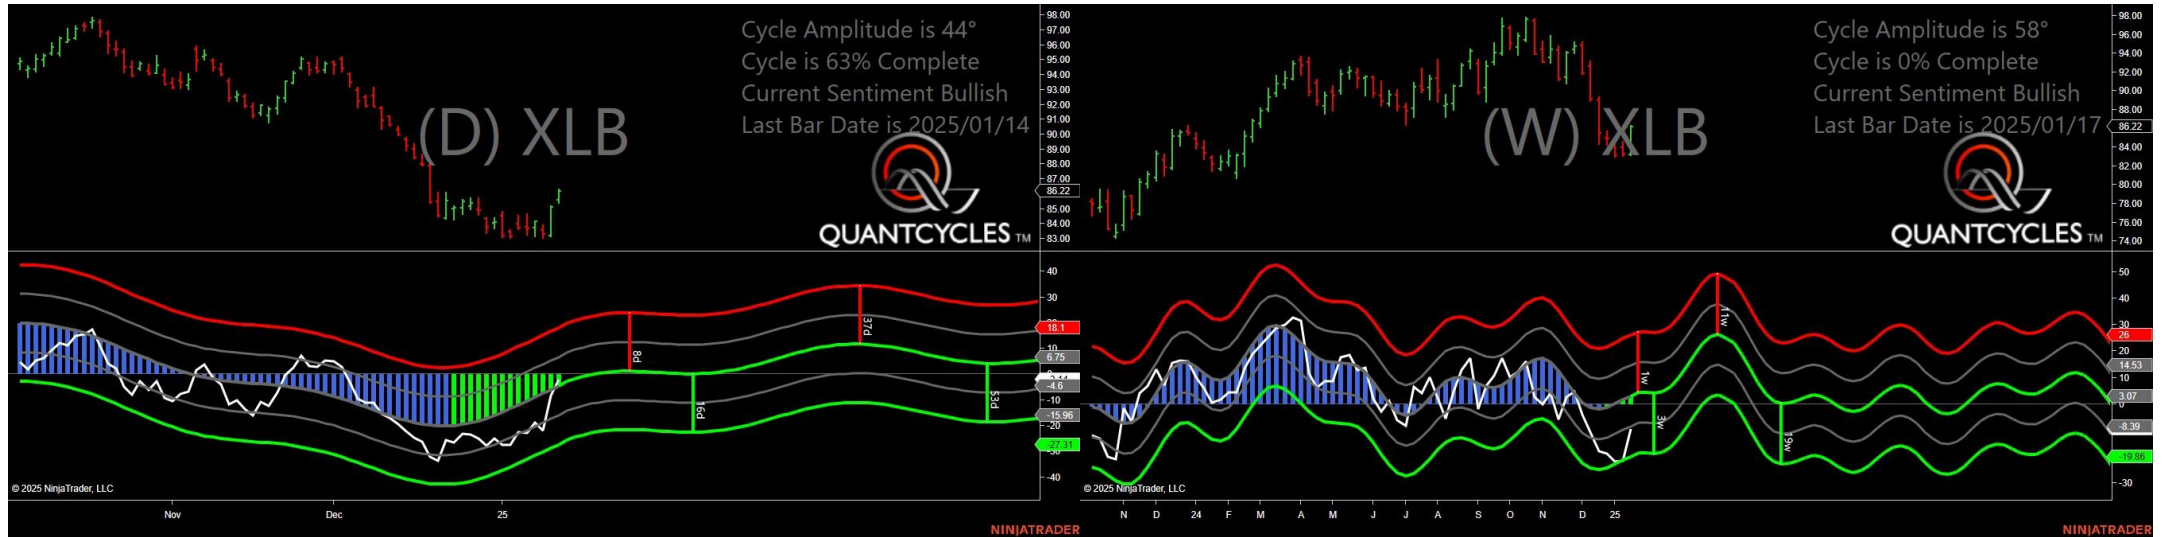 Cycle Amplitude is 44°
Cycle is 63% Complete
Current Sentiment Bullish
Last Bar Date is 2025/01/14
(D) XLB
QUANTCYCLES TM
98.00
97.00
96.00
95.00
94.00
93.00
92.00
91.00
90.00
89.00
88.00
87.00
86.22
85.00
84.00
83.00
40
30
18.1
10
6.75
-4.6
-10
-15.96
-20
-27.31
-40
8d
16d
37d
53d
© 2025 NinjaTrader, LLC
Nov
Dec
25
NINJATRADER
Cycle Amplitude is 58°
Cycle is 0% Complete
Current Sentiment Bullish
Last Bar Date is 2025/01/17
(W) XLB
QUANTCYCLES TM
98.00
96.00
94.00
92.00
90.00
88.00
86.22
84.00
82.00
80.00
78.00
76.00
74.00
50
40
30
26
20
14.53
10
3.07
0
-8.39
-19.86
-30
1w
3w
11w
19w
© 2025 NinjaTrader, LLC
N D 24 F M A M J J A S O N D 25
NINJATRADER